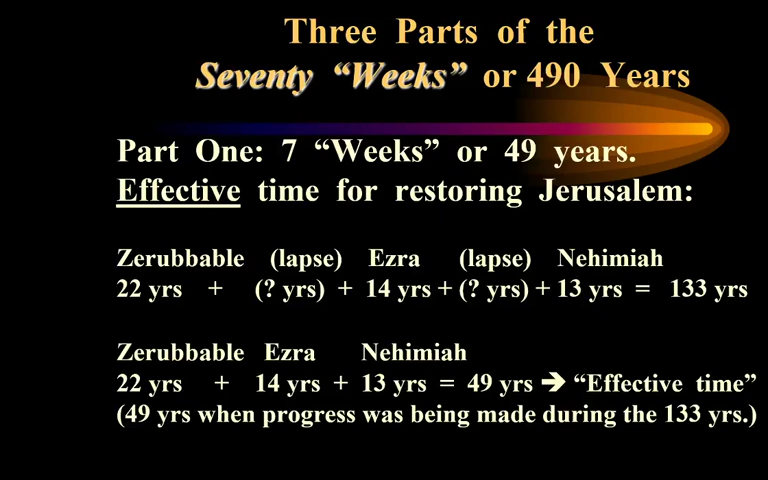 Three Parts of the
Seventy “Weeks” or 490 Years
Part One: 7 “Weeks” or 49 years.
Effective time for restoring Jerusalem:
Zerubbable (lapse) Ezra (lapse) Nehimiah
22 yrs + (? yrs) + 14 yrs + (? yrs) + 13 yrs = 133 yrs
Zerubbable Ezra Nehimiah
22 yrs + 14 yrs + 13 yrs = 49 yrs ➔ “Effective time”
(49 yrs when progress was being made during the 133 yrs.)